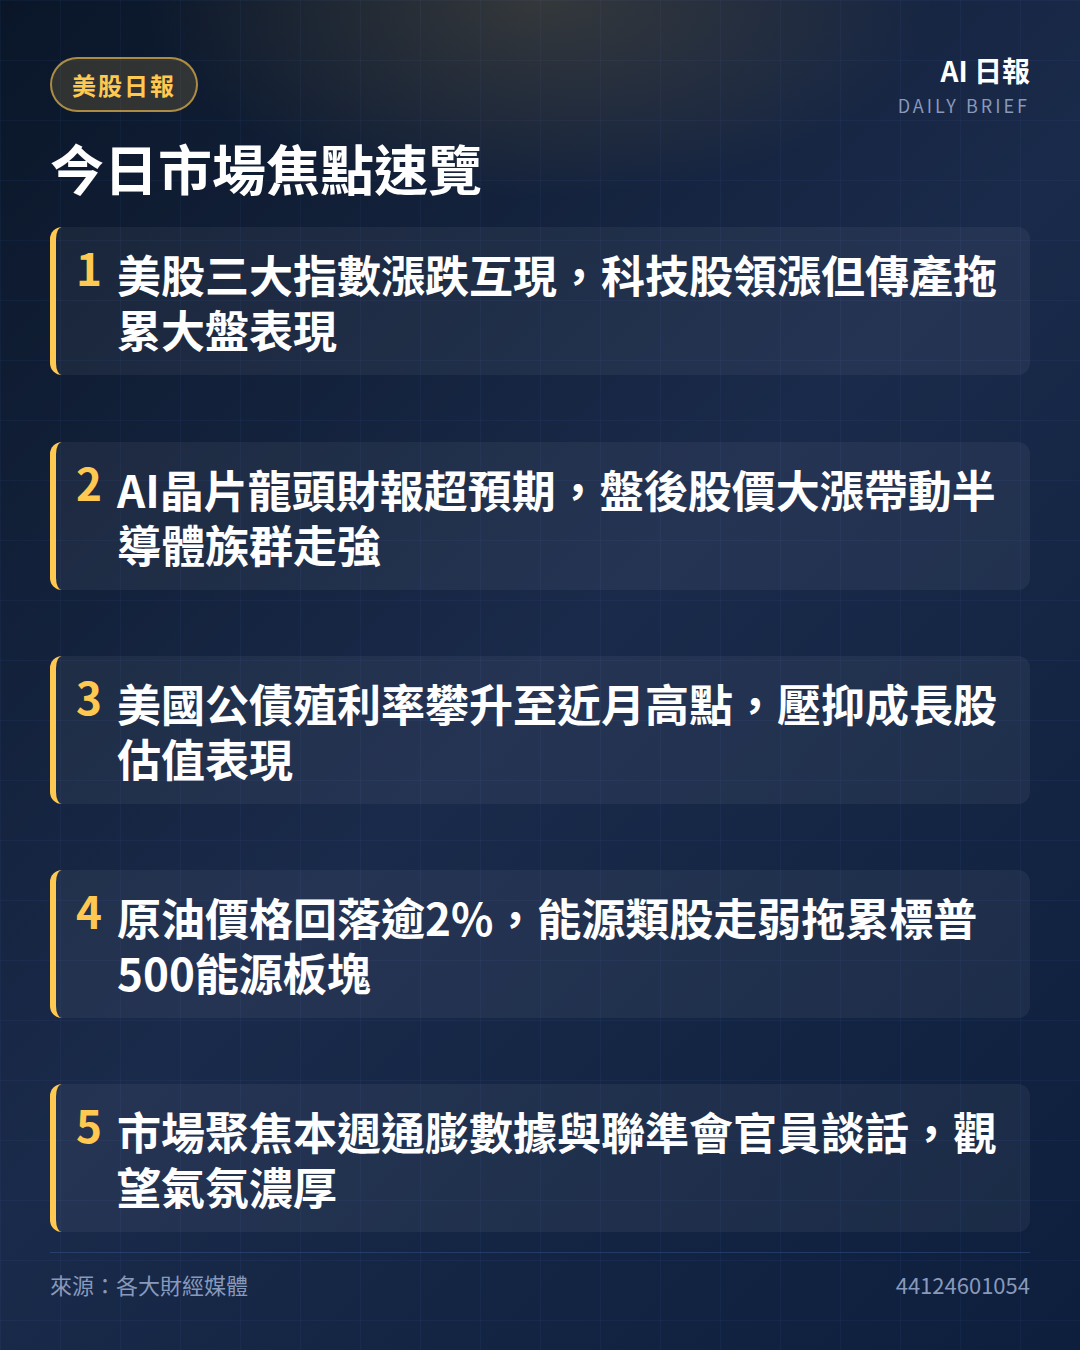 美股日報
AI 日報
DAILY BRIEF
今日市場焦點速覽
1 美股三大指數漲跌互現，科技股領漲但傳產拖
累大盤表現
2 AI晶片龍頭財報超預期，盤後股價大漲帶動半
導體族群走強
3 美國公債殖利率攀升至近月高點，壓抑成長股
估值表現
4 原油價格回落逾2%，能源類股走弱拖累標普
500能源板塊
5 市場聚焦本週通膨數據與聯準會官員談話，觀
望氣氛濃厚
來源：各大財經媒體
44124601054